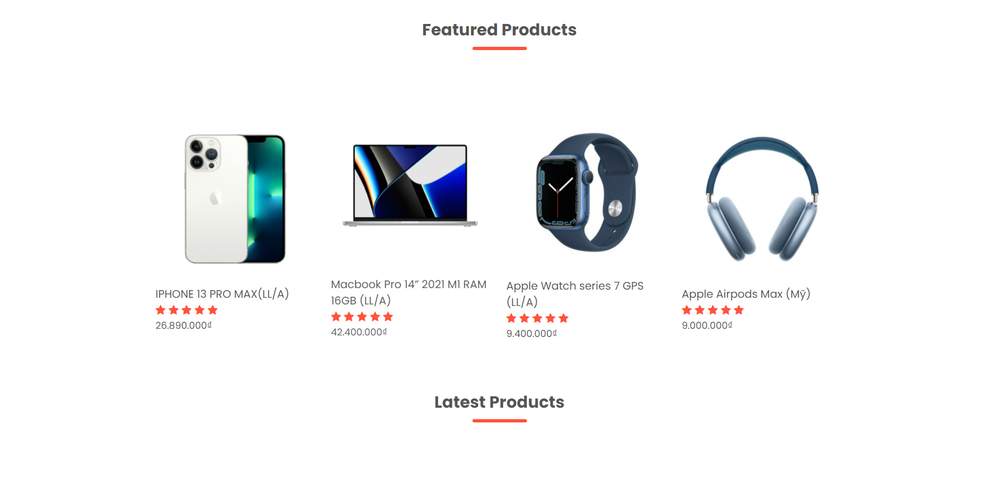 Featured Products
IPHONE 13 PRO MAX(LL/A)
26.890.000₫
Macbook Pro 14” 2021 M1 RAM
16GB (LL/A)
42.400.000₫
Apple Watch series 7 GPS
(LL/A)
9.400.000₫
Apple Airpods Max (Mỹ)
9.000.000₫
Latest Products